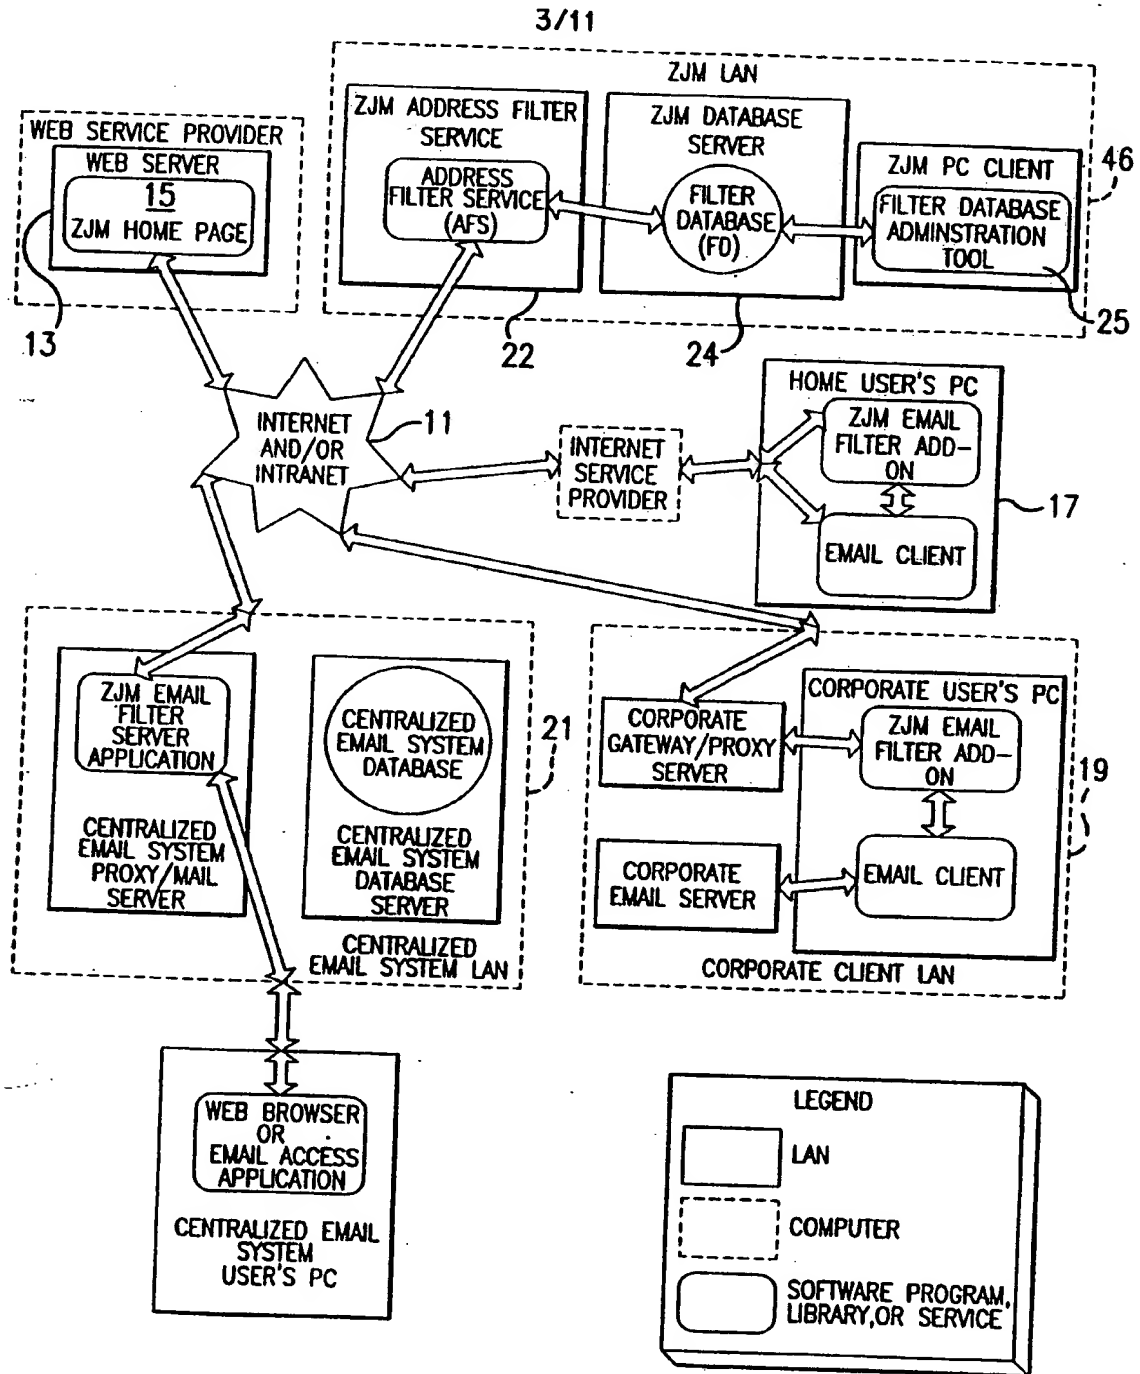 3/11
ZJM LAN
WEB SERVICE PROVIDER
WEB SERVER
15
ZJM HOME PAGE
13
ZJM ADDRESS FILTER
SERVICE
ADDRESS
FILTER SERVICE
(AFS)
22
ZJM DATABASE
SERVER
FILTER
DATABASE
(FD)
24
ZJM PC CLIENT
FILTER DATABASE
ADMINSTRATION
TOOL
25
46
INTERNET
AND/OR
INTRANET
11
INTERNET
SERVICE
PROVIDER
HOME USER'S PC
ZJM EMAIL
FILTER ADD-
ON
EMAIL CLIENT
17
ZJM EMAIL
FILTER
SERVER
APPLICATION
CENTRALIZED
EMAIL SYSTEM
PROXY/MAIL
SERVER
CENTRALIZED
EMAIL SYSTEM
DATABASE
CENTRALIZED
EMAIL SYSTEM
DATABASE
SERVER
CENTRALIZED
EMAIL SYSTEM LAN
21
CORPORATE
GATEWAY/PROXY
SERVER
CORPORATE
EMAIL SERVER
CORPORATE USER'S PC
ZJM EMAIL
FILTER ADD-
ON
EMAIL CLIENT
CORPORATE CLIENT LAN
19
WEB BROWSER
OR
EMAIL ACCESS
APPLICATION
CENTRALIZED EMAIL
SYSTEM
USER'S PC
LEGEND
LAN
COMPUTER
SOFTWARE PROGRAM,
LIBRARY,OR SERVICE